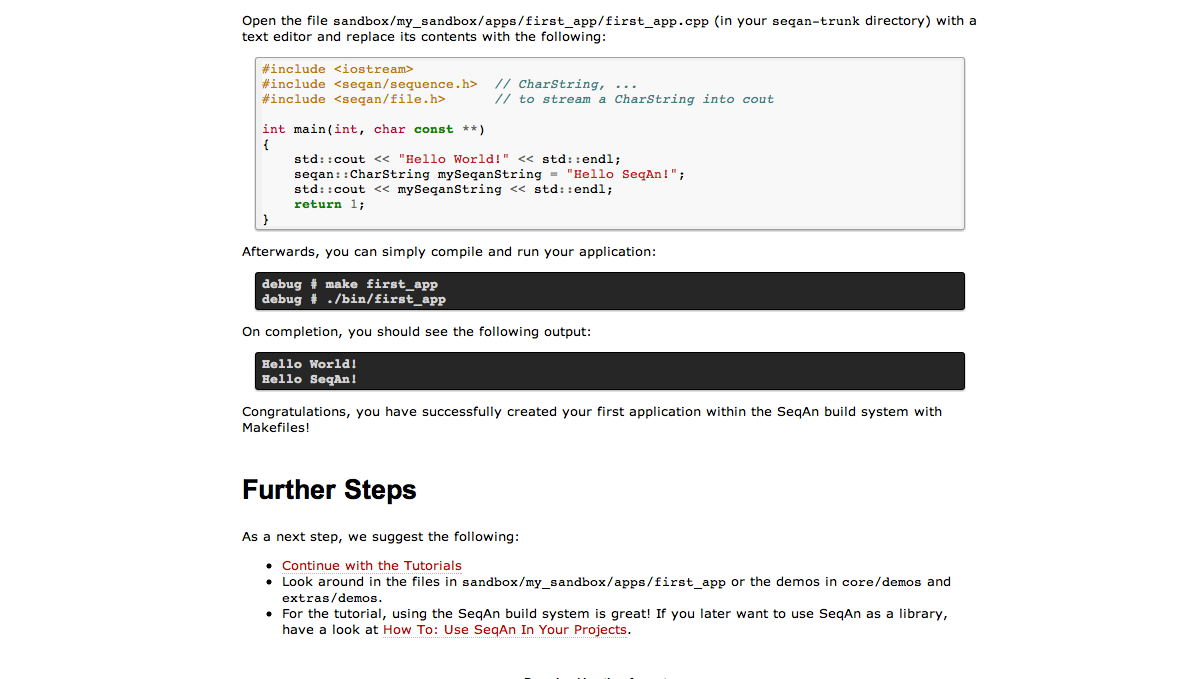 Open the file sandbox/my_sandbox/apps/first_app/first_app.cpp (in your seqan-trunk directory) with a
text editor and replace its contents with the following:
#include <iostream>
#include <seqan/sequence.h>  // CharString, ...
#include <seqan/file.h>      // to stream a CharString into cout
int main(int, char const **)
{
    std::cout << "Hello World!" << std::endl;
    seqan::CharString mySeqanString = "Hello SeqAn!";
    std::cout << mySeqanString << std::endl;
    return 1;
}
Afterwards, you can simply compile and run your application:
debug # make first_app
debug # ./bin/first_app
On completion, you should see the following output:
Hello World!
Hello SeqAn!
Congratulations, you have successfully created your first application within the SeqAn build system with
Makefiles!
Further Steps
As a next step, we suggest the following:
• Continue with the Tutorials
• Look around in the files in sandbox/my_sandbox/apps/first_app or the demos in core/demos and
extras/demos.
• For the tutorial, using the SeqAn build system is great! If you later want to use SeqAn as a library,
have a look at How To: Use SeqAn In Your Projects.